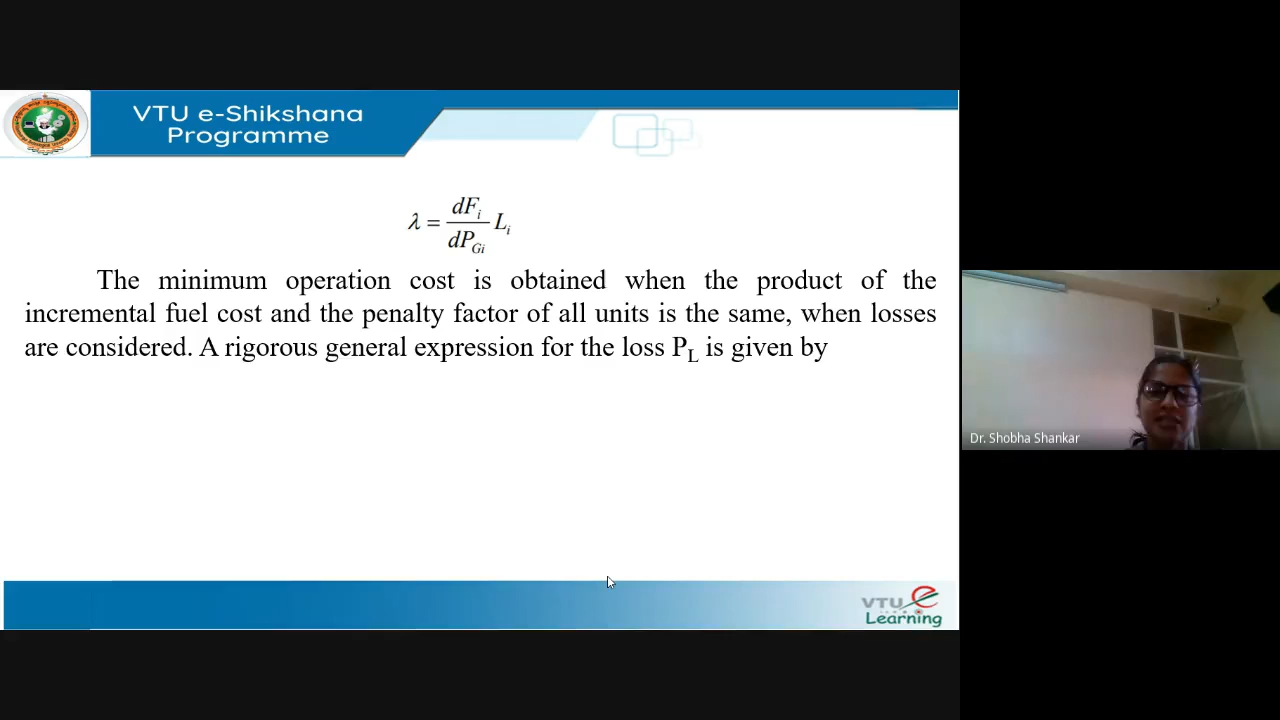 VTU e-Shikshana
Programme
λ = dF_i / dP_Gi L_i
The minimum operation cost is obtained when the product of the
incremental fuel cost and the penalty factor of all units is the same, when losses
are considered. A rigorous general expression for the loss P_L is given by
Dr. Shobha Shankar
VTU e
Learning